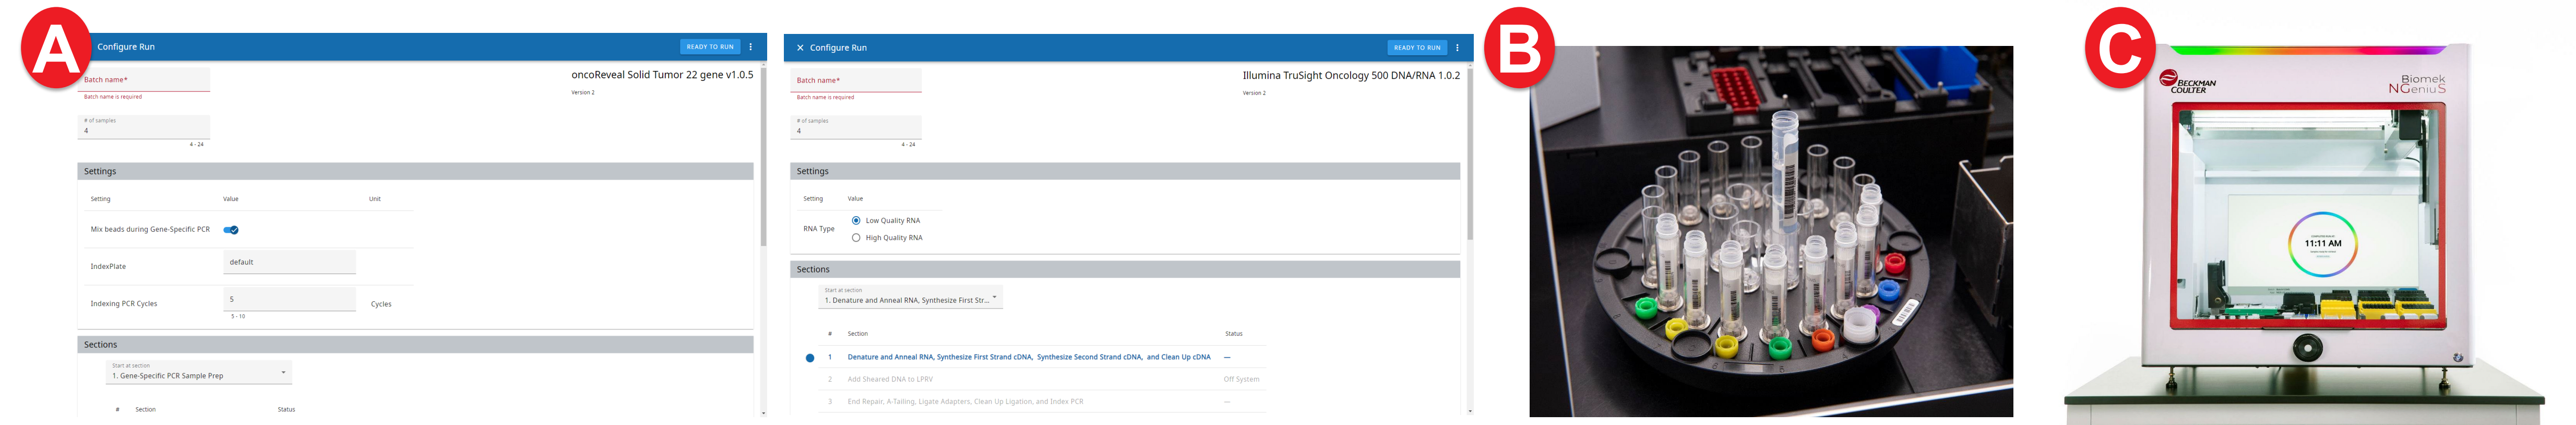 A
Configure Run
READY TO RUN
Batch name*
Batch name is required
oncoReveal Solid Tumor 22 gene v1.0.5
Version 2
# of samples
4
4 - 24
Settings
Setting Value Unit
Mix beads during Gene-Specific PCR
IndexPlate default
Indexing PCR Cycles 5 Cycles
5 - 10
Sections
Start at section
1. Gene-Specific PCR Sample Prep
# Section Status
× Configure Run
READY TO RUN
Batch name*
Batch name is required
Illumina TruSight Oncology 500 DNA/RNA 1.0.2
Version 2
# of samples
4
4 - 24
Settings
Setting Value
RNA Type
Low Quality RNA
High Quality RNA
Sections
Start at section
1. Denature and Anneal RNA, Synthesize First Str...
# Section Status
1 Denature and Anneal RNA, Synthesize First Strand cDNA, Synthesize Second Strand cDNA, and Clean Up cDNA —
2 Add Sheared DNA to LPRV Off System
3 End Repair, A-Tailing, Ligate Adapters, Clean Up Ligation, and Index PCR —
B
C
BECKMAN
COULTER
Biomek
NGeniuS
11:11 AM